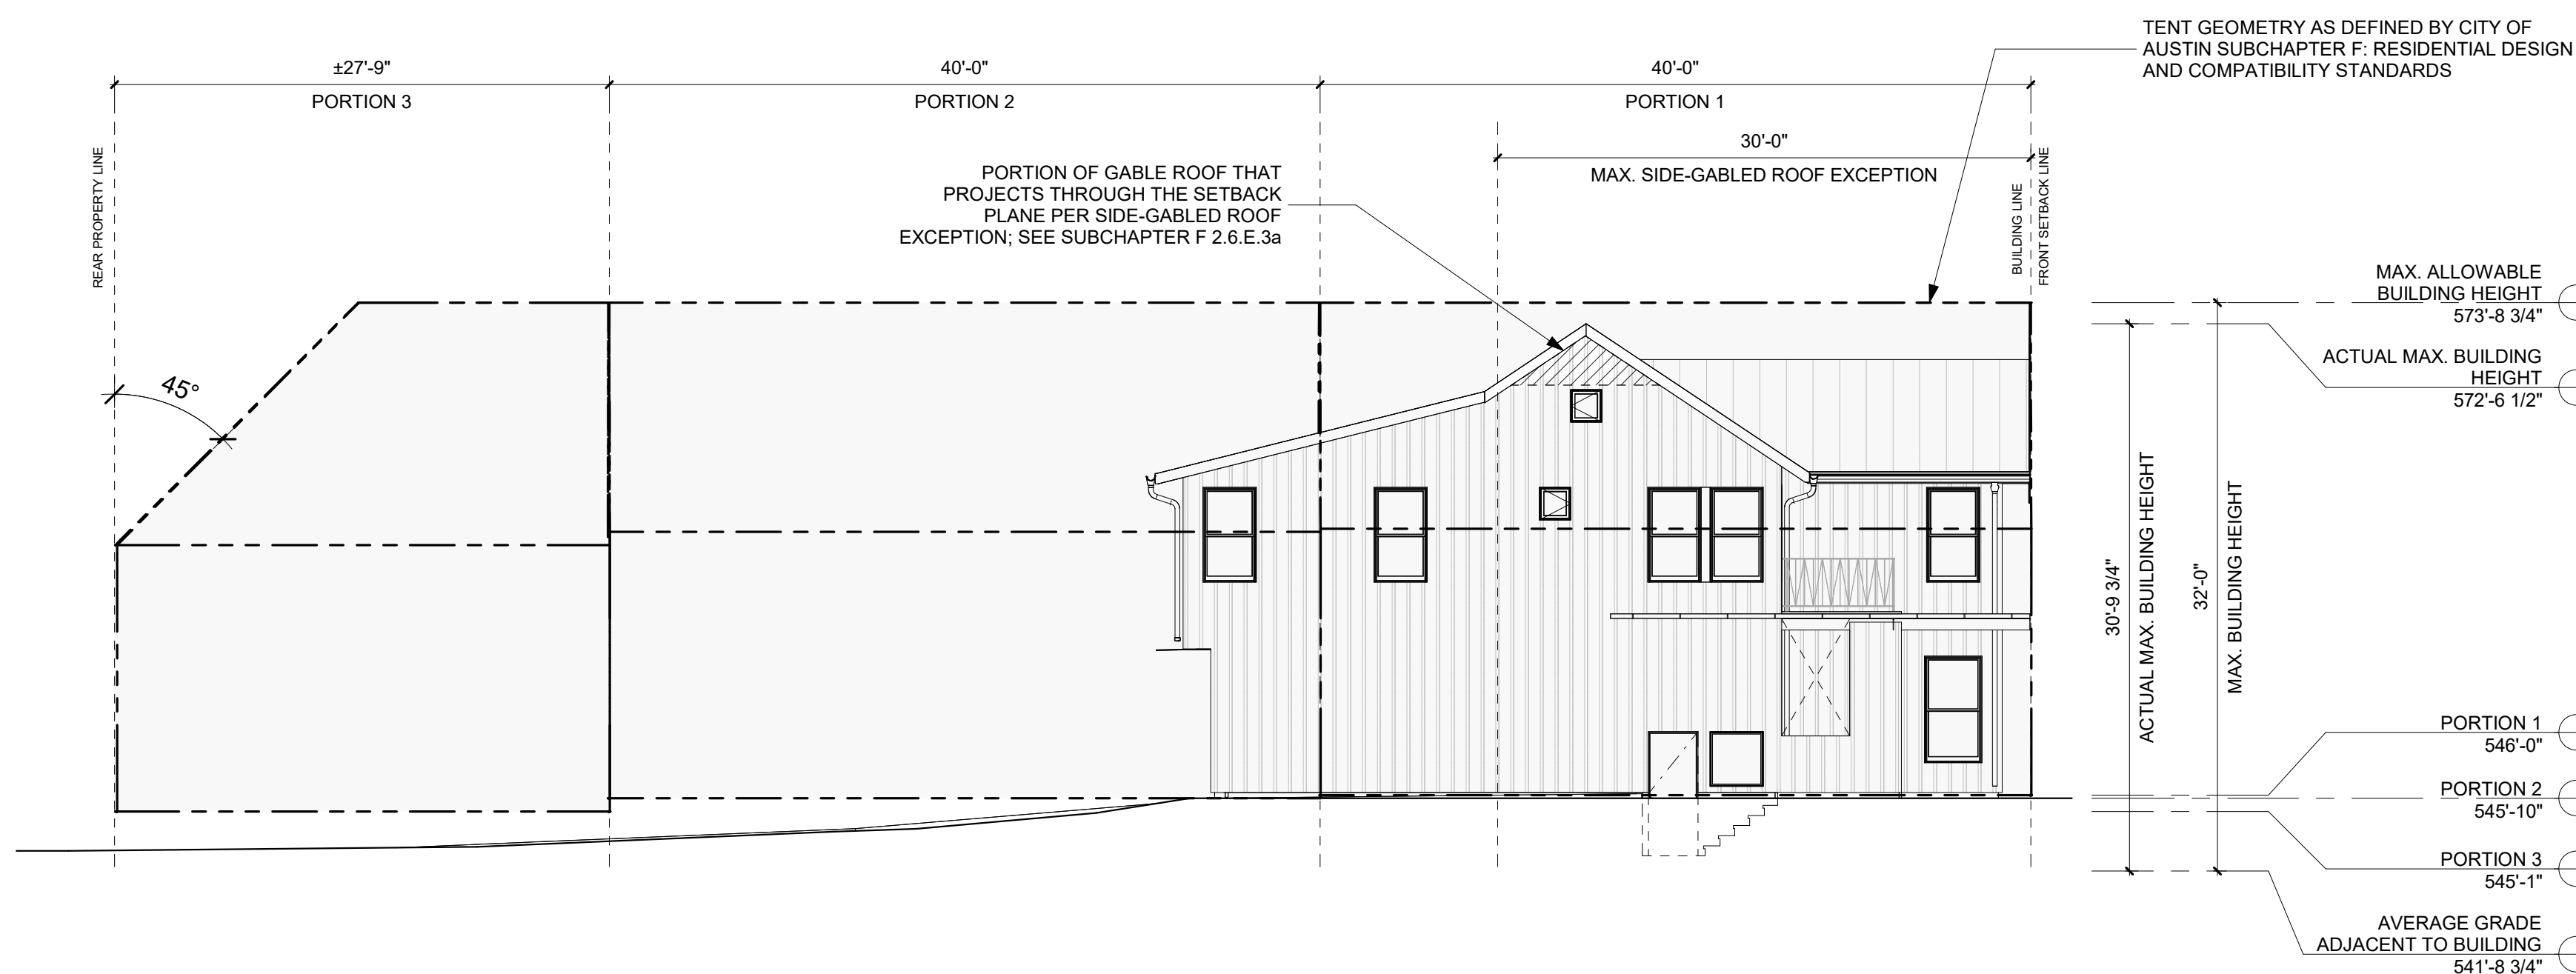 TENT GEOMETRY AS DEFINED BY CITY OF
AUSTIN SUBCHAPTER F: RESIDENTIAL DESIGN
AND COMPATIBILITY STANDARDS
±27'-9"
PORTION 3
40'-0"
PORTION 2
40'-0"
PORTION 1
30'-0"
MAX. SIDE-GABLED ROOF EXCEPTION
REAR PROPERTY LINE
PORTION OF GABLE ROOF THAT
PROJECTS THROUGH THE SETBACK
PLANE PER SIDE-GABLED ROOF
EXCEPTION; SEE SUBCHAPTER F 2.6.E.3a
BUILDING LINE
FRONT SETBACK LINE
45°
MAX. ALLOWABLE
BUILDING HEIGHT
573'-8 3/4"
ACTUAL MAX. BUILDING
HEIGHT
572'-6 1/2"
30'-9 3/4"
ACTUAL MAX. BUILDING HEIGHT
32'-0"
MAX. BUILDING HEIGHT
PORTION 1
546'-0"
PORTION 2
545'-10"
PORTION 3
545'-1"
AVERAGE GRADE
ADJACENT TO BUILDING
541'-8 3/4"